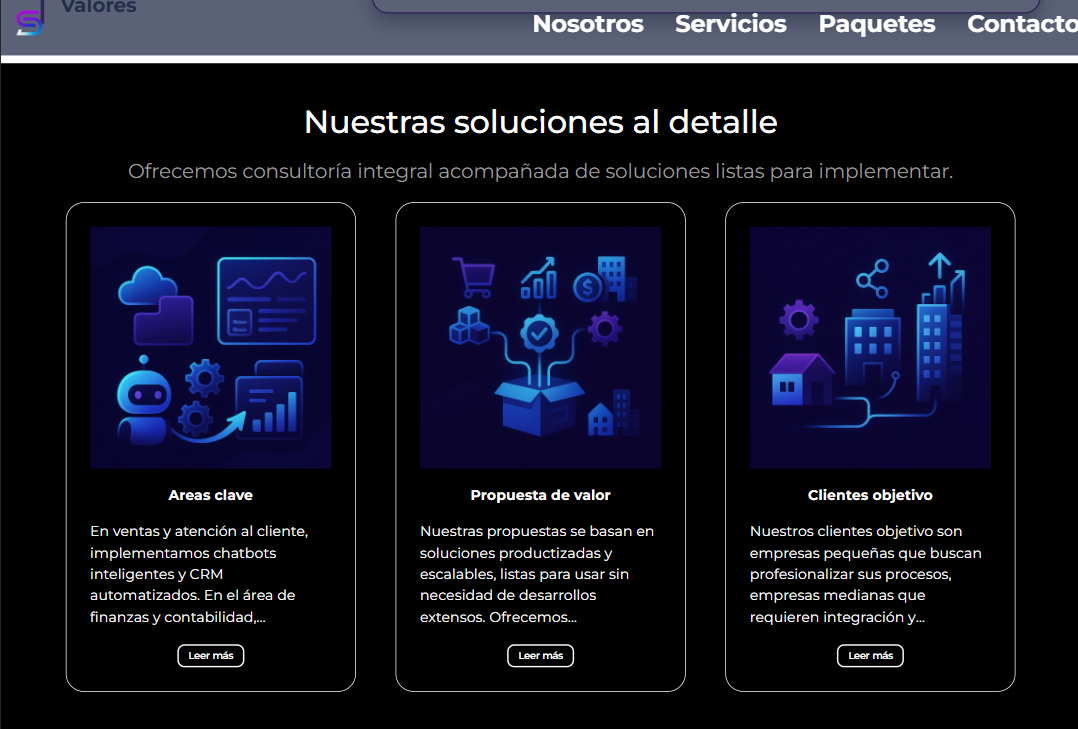 Valores
Nosotros Servicios Paquetes Contacto
Nuestras soluciones al detalle
Ofrecemos consultoría integral acompañada de soluciones listas para implementar.
Areas clave
En ventas y atención al cliente,
implementamos chatbots
inteligentes y CRM
automatizados. En el área de
finanzas y contabilidad,...
Leer más
Propuesta de valor
Nuestras propuestas se basan en
soluciones productizadas y
escalables, listas para usar sin
necesidad de desarrollos
extensos. Ofrecemos...
Leer más
Clientes objetivo
Nuestros clientes objetivo son
empresas pequeñas que buscan
profesionalizar sus procesos,
empresas medianas que
requieren integración y...
Leer más